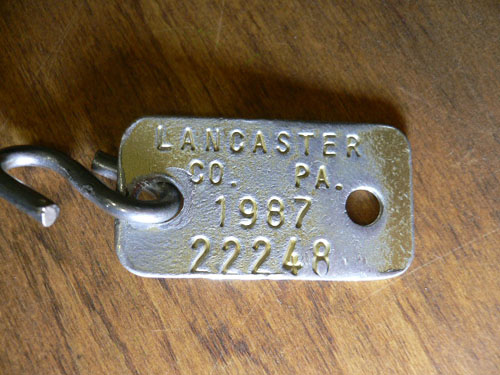 LANCASTER
CO. PA.
1987
22248